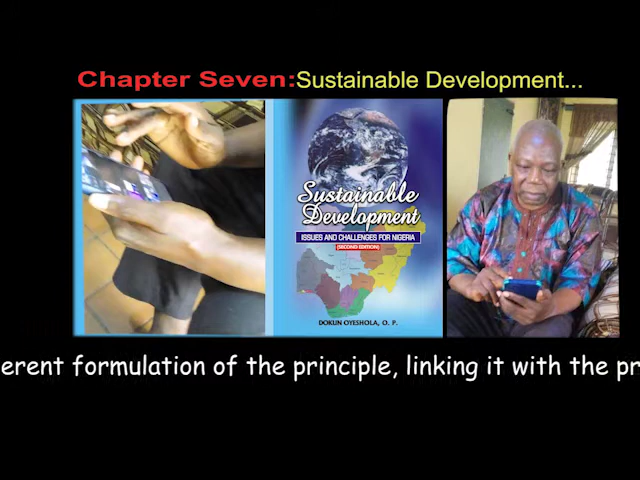 Chapter Seven:Sustainable Development...
Sustainable
Development
ISSUES AND CHALLENGES FOR NIGERIA
(SECOND EDITION)
DOKUN OYESHOLA, O. P.
erent formulation of the principle, linking it with the pr